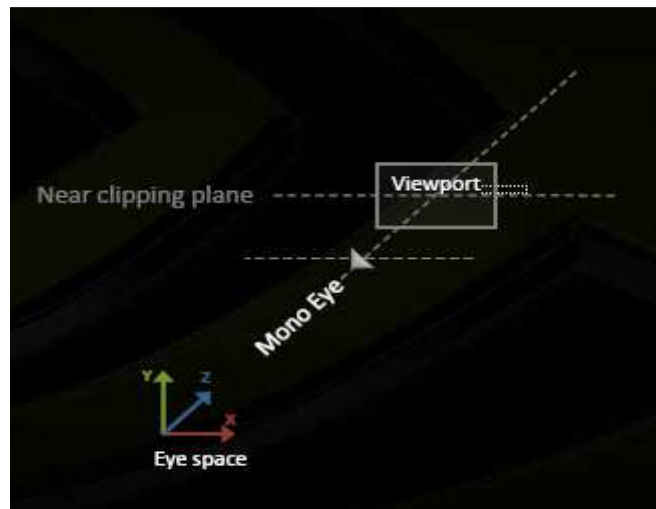 Viewport
Near clipping plane
Mono Eye
Y
Z
X
Eye space